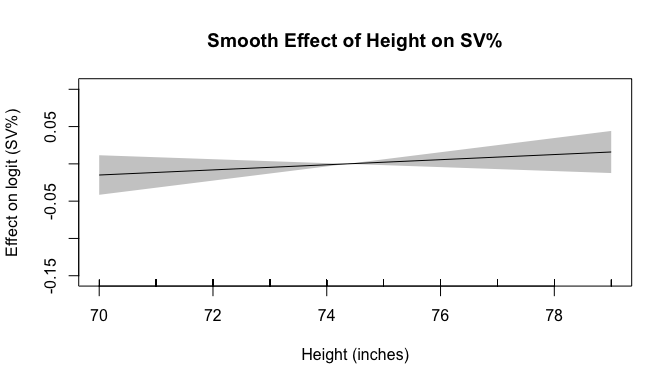 Smooth Effect of Height on SV%
Effect on logit (SV%)
0.05
-0.05
-0.15
70 72 74 76 78
Height (inches)